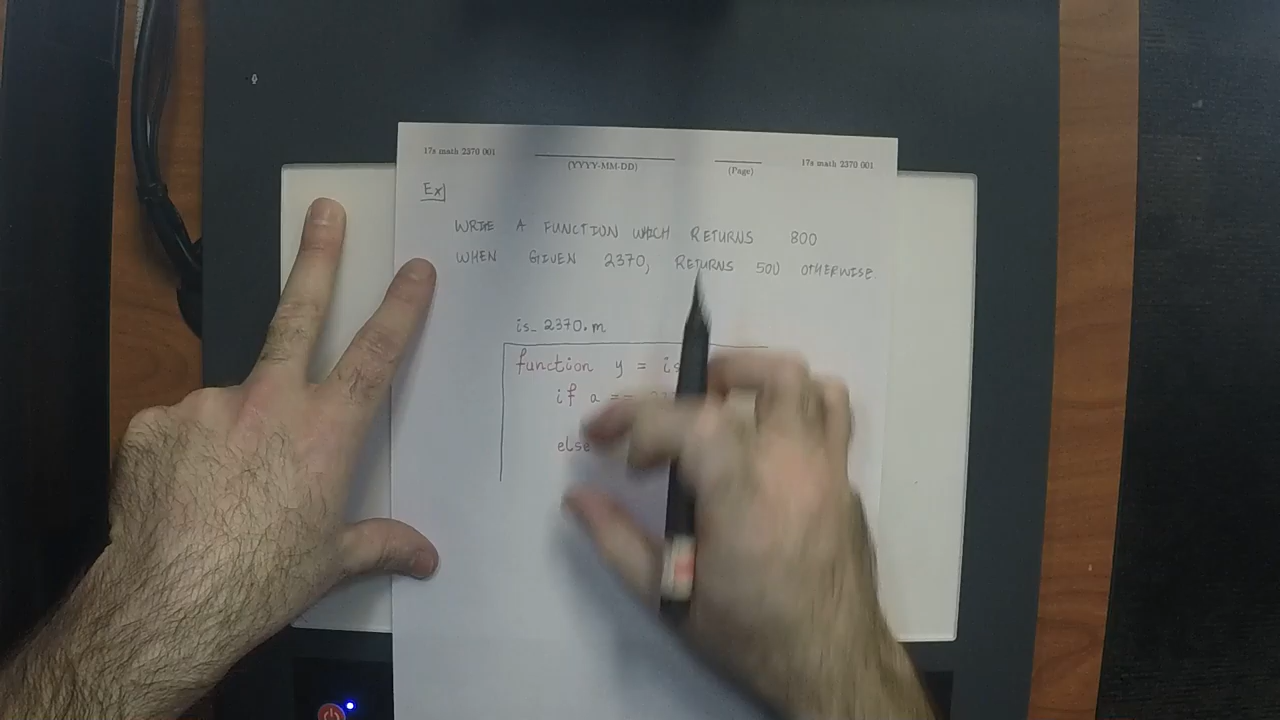 17s math 2370 001
(YYYY-MM-DD)
(Page)
17s math 2370 001
Ex
WRITE A FUNCTION WHICH RETURNS 800
WHEN GIVEN 2370, RETURNS 500 OTHERWISE.
is_2370.m
function y = is
if a ==
else